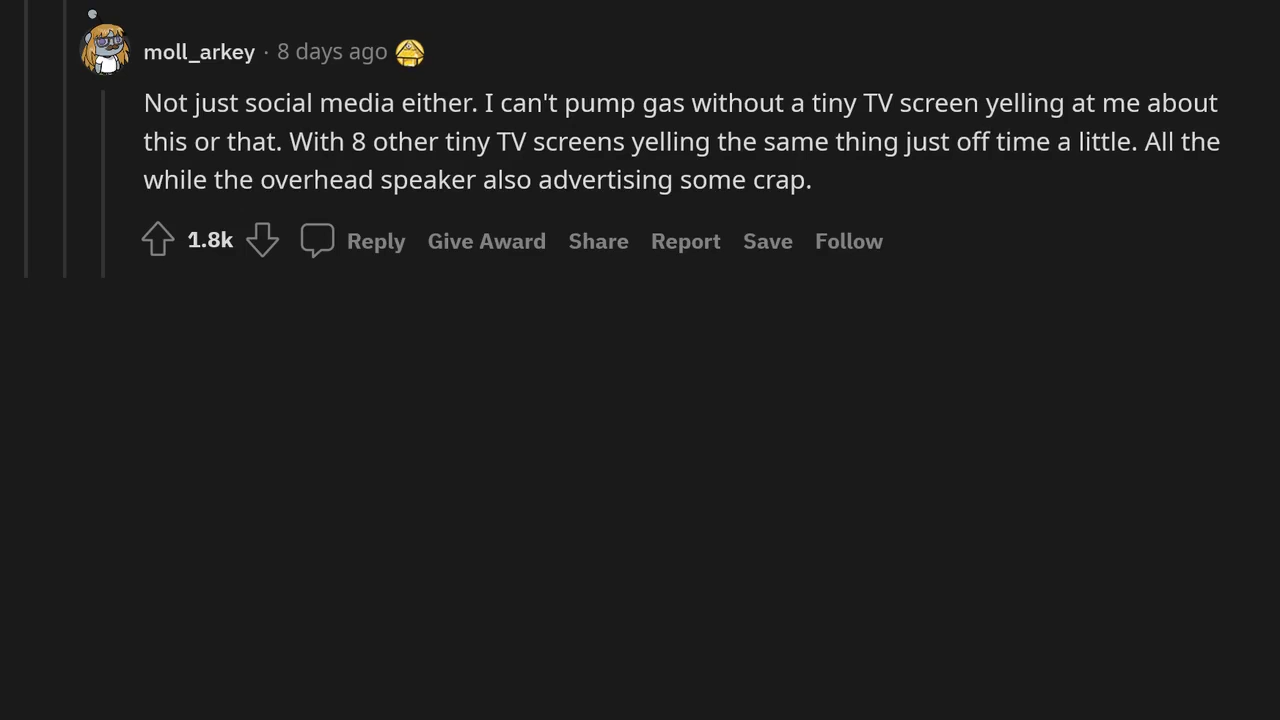 moll_arkey · 8 days ago
Not just social media either. I can't pump gas without a tiny TV screen yelling at me about
this or that. With 8 other tiny TV screens yelling the same thing just off time a little. All the
while the overhead speaker also advertising some crap.
1.8k Reply Give Award Share Report Save Follow